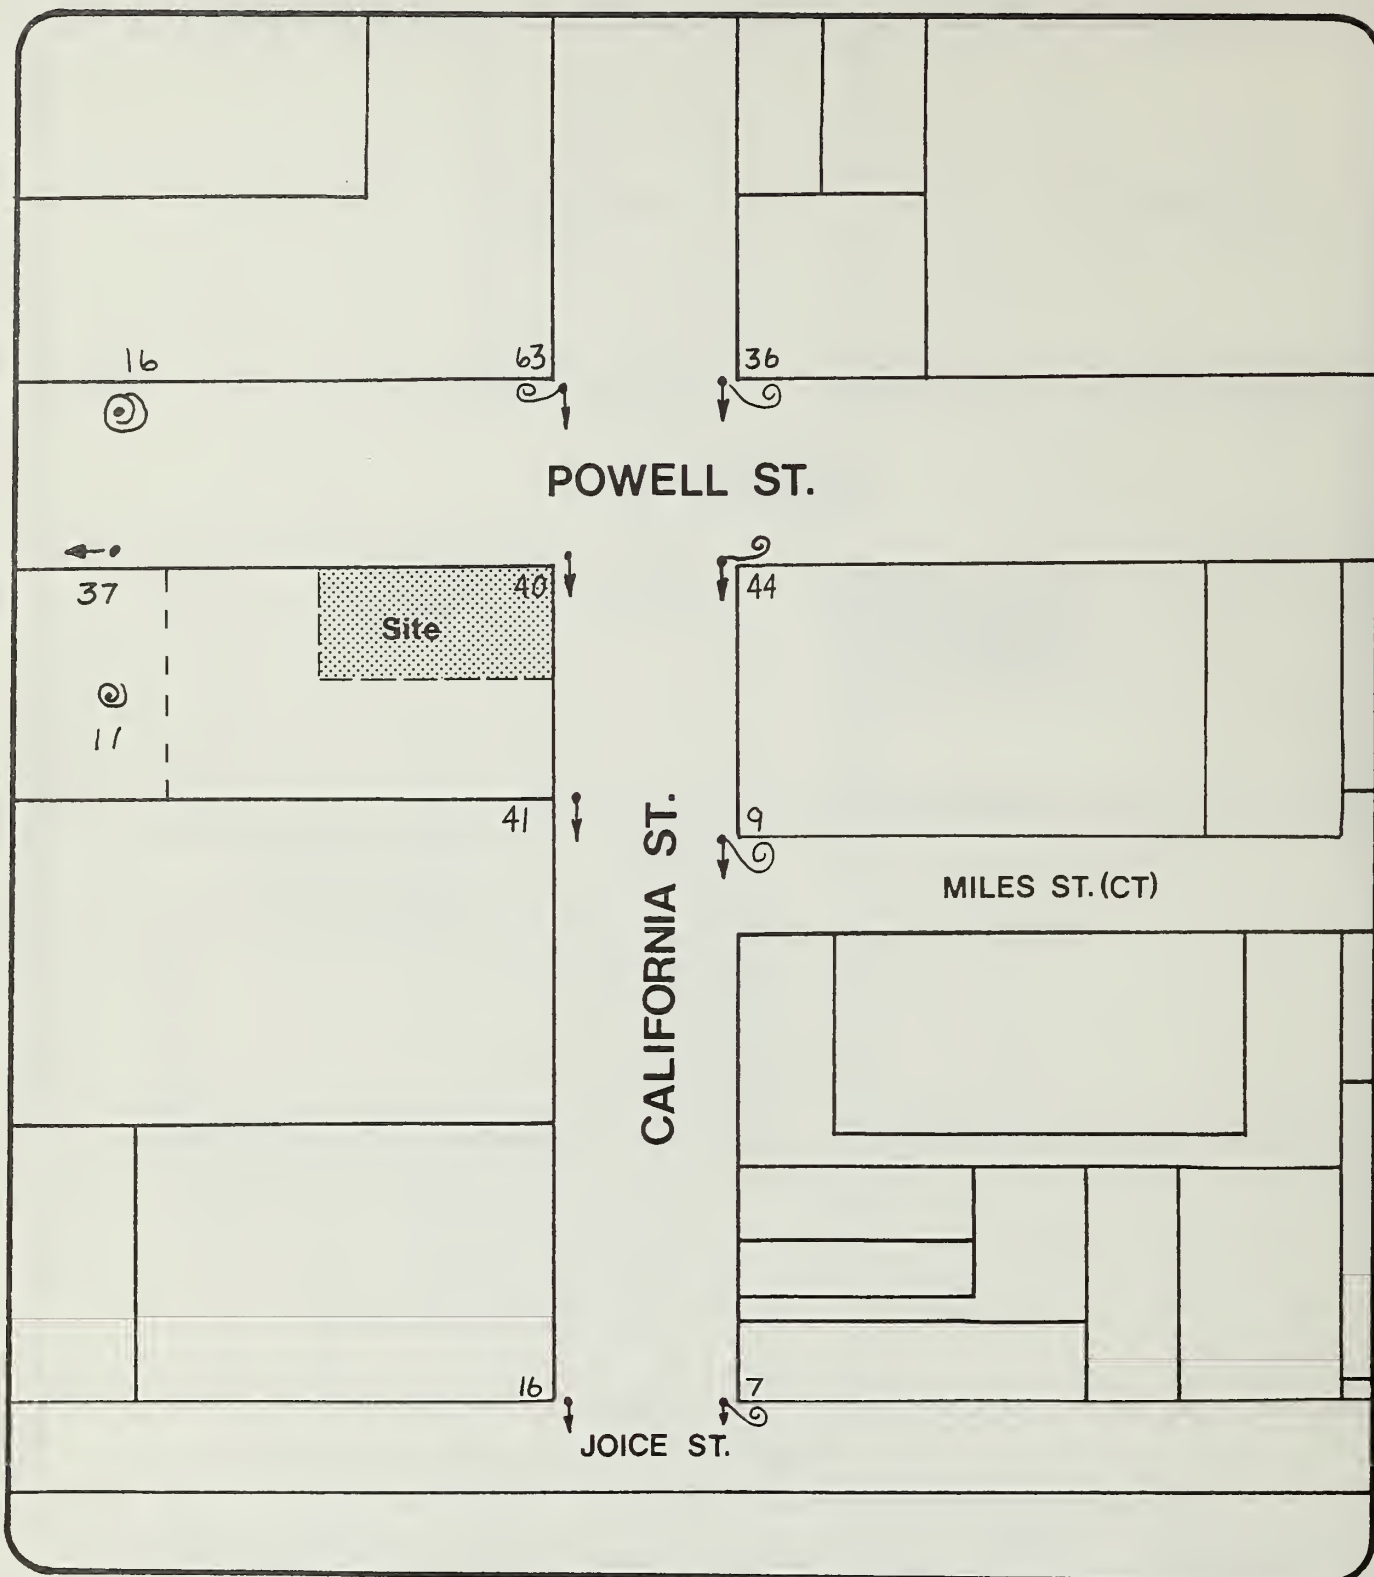 16 63 36
POWELL ST.
37 40 44
Site
11
41 9
CALIFORNIA ST.
MILES ST. (CT)
16 7
JOICE ST.